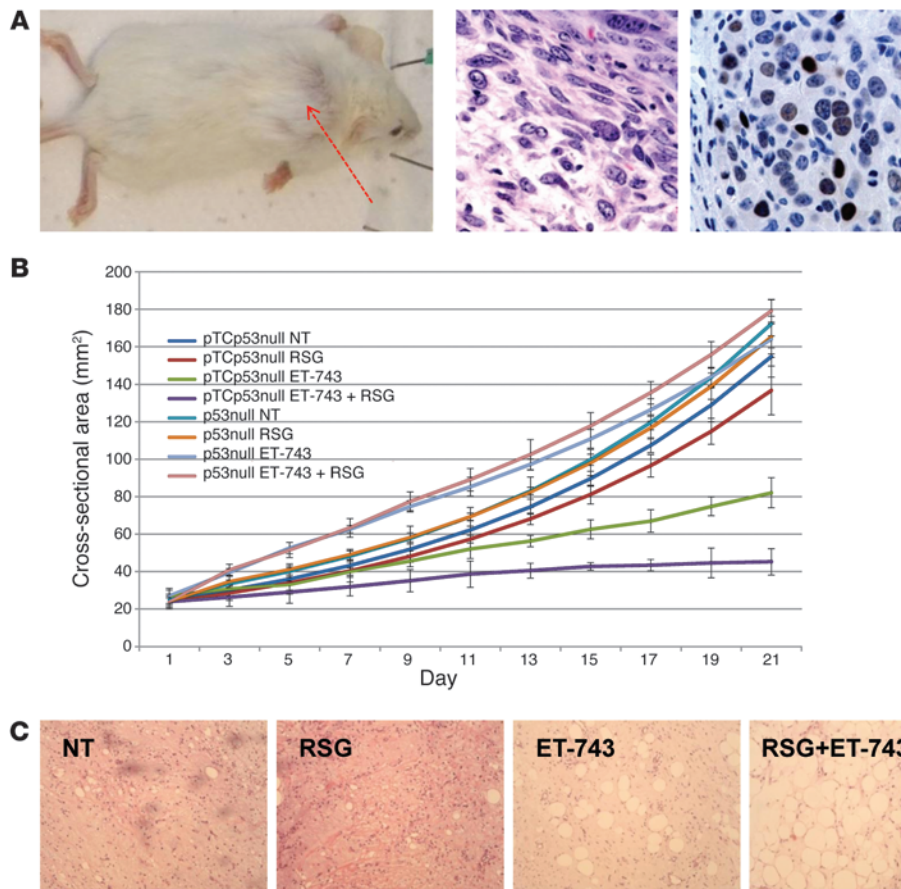 A
B
200
180
160
140
120
100
80
60
40
20
0
Cross-sectional area (mm²)
pTCp53null NT
pTCp53null RSG
pTCp53null ET-743
pTCp53null ET-743 + RSG
p53null NT
p53null RSG
p53null ET-743
p53null ET-743 + RSG
1 3 5 7 9 11 13 15 17 19 21
Day
C
NT RSG ET-743 RSG+ET-743